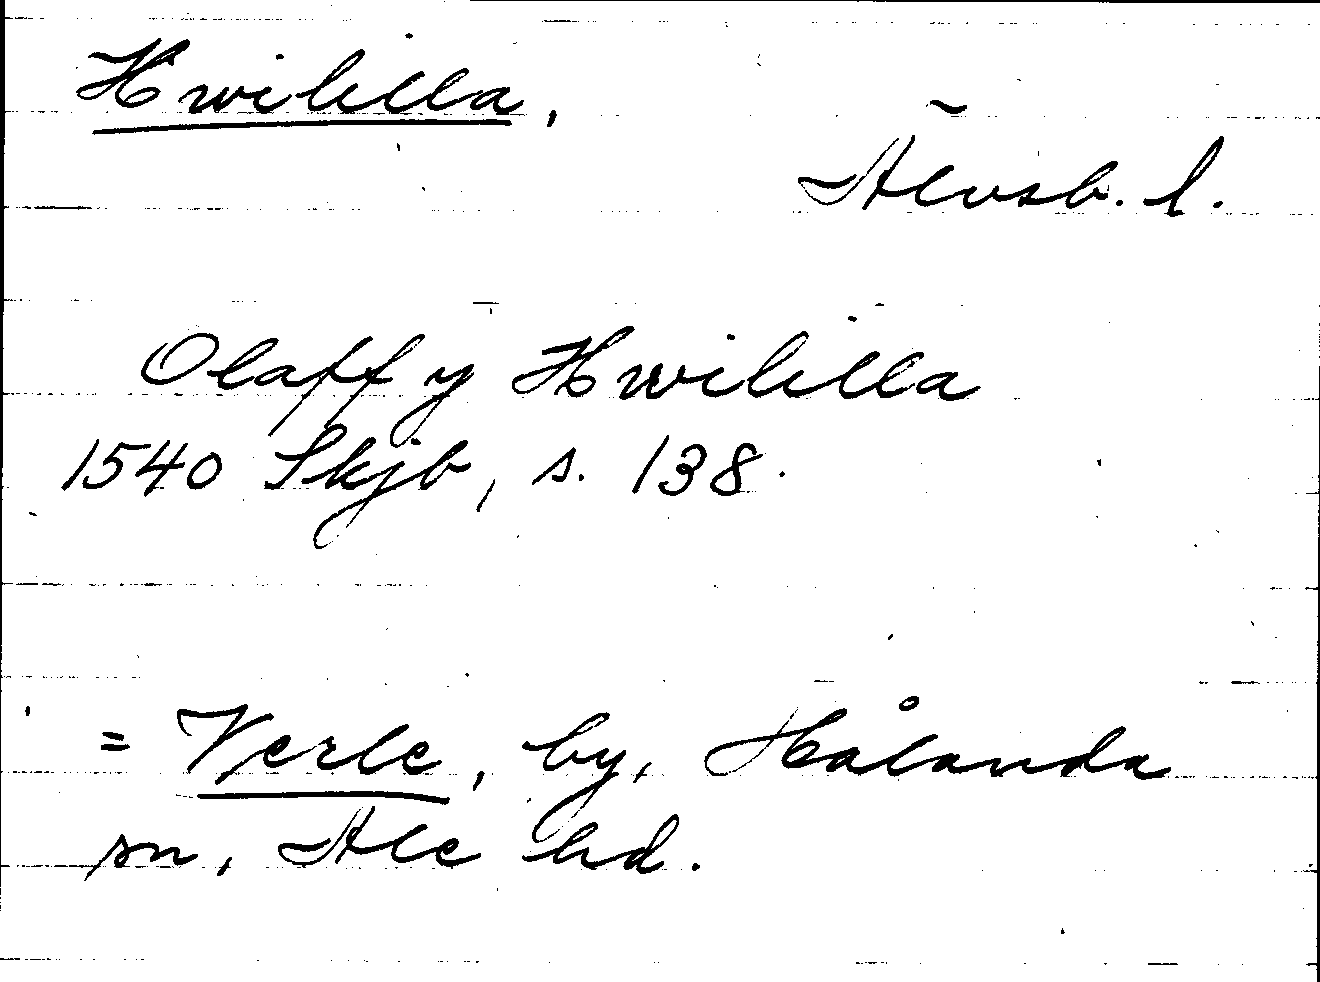 Hwililla,
Älvsb. l.
Olaff y Hwililla
1540 Skjb, s. 138.
= Verle, by, Hålanda
sn, Ale hd.